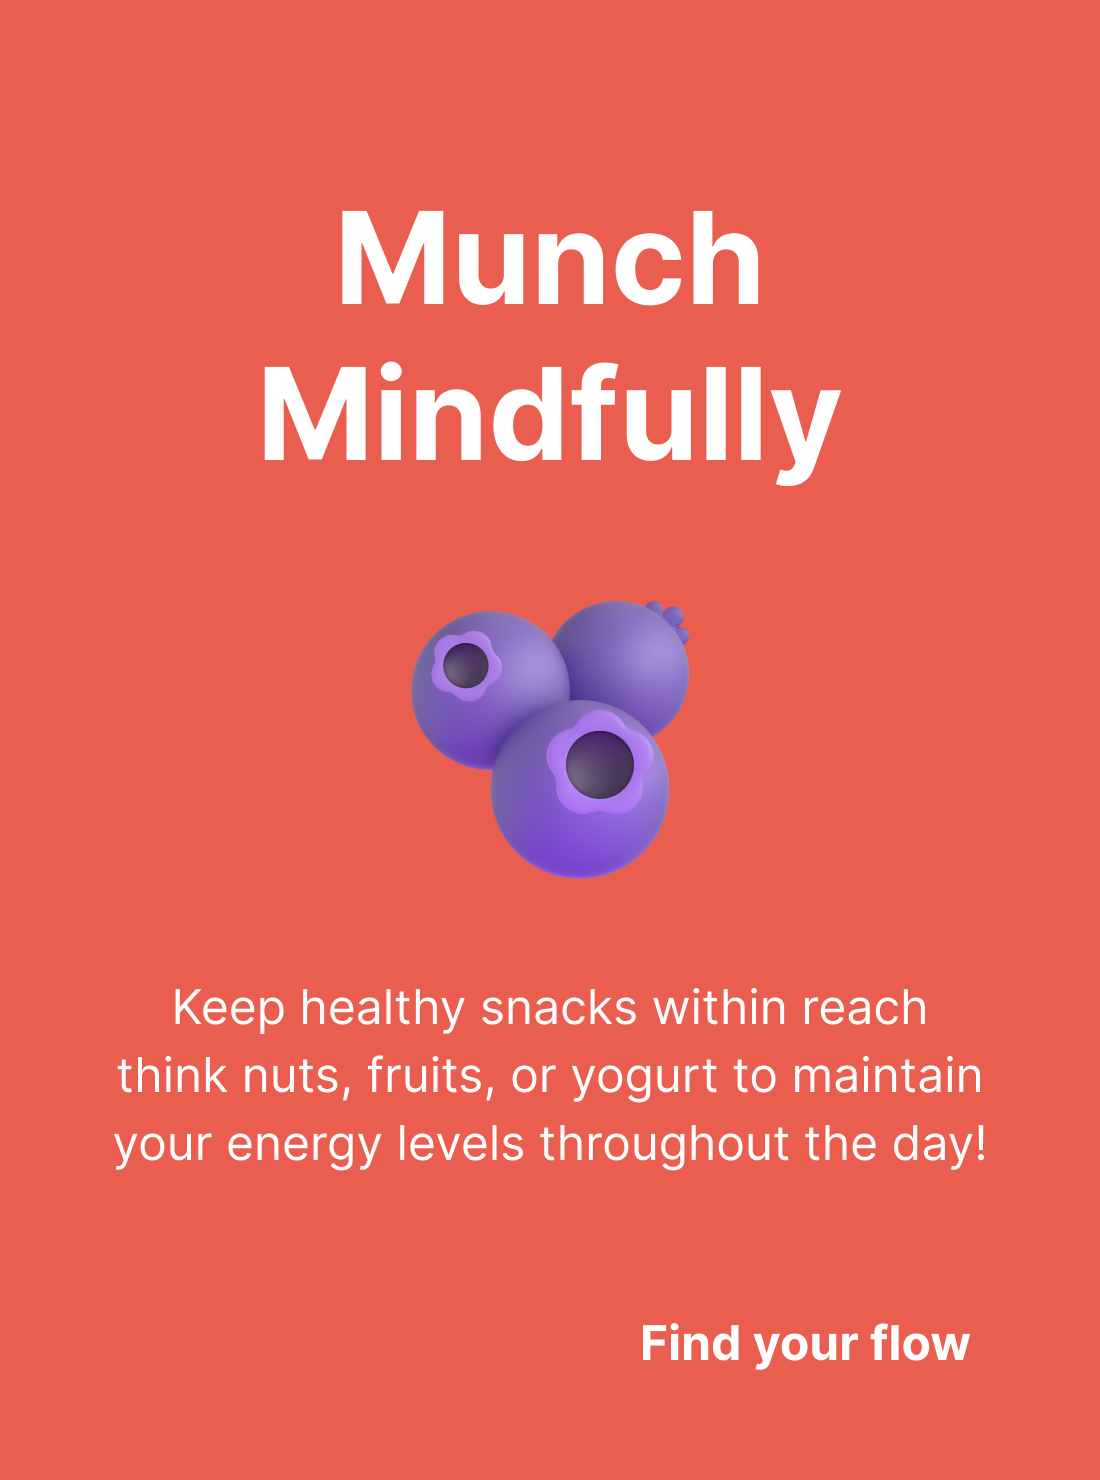 Munch
Mindfully
Keep healthy snacks within reach
think nuts, fruits, or yogurt to maintain
your energy levels throughout the day!
Find your flow